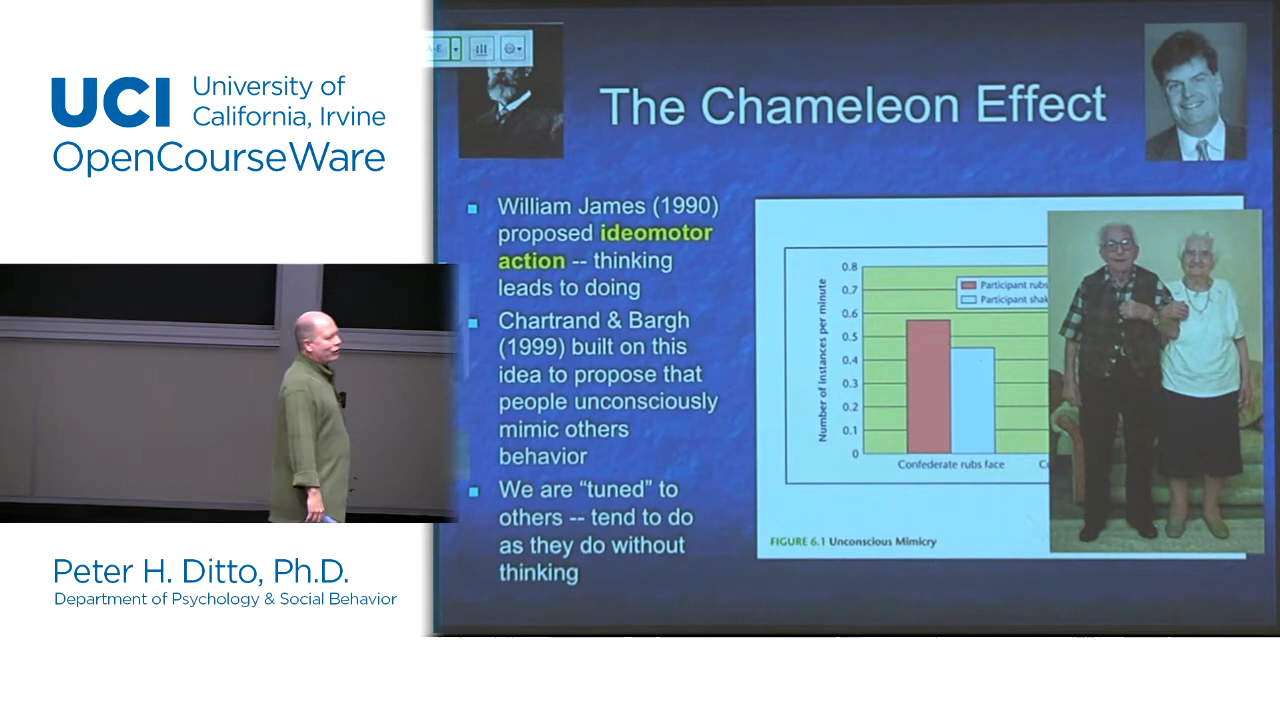 UCI University of
California, Irvine
OpenCourseWare
The Chameleon Effect
William James (1990)
proposed ideomotor
action -- thinking
leads to doing
Chartrand & Bargh
(1999) built on this
idea to propose that
people unconsciously
mimic others
behavior
We are “tuned” to
others -- tend to do
as they do without
thinking
Number of instances per minute
0.8
0.7
0.6
0.5
0.4
0.3
0.2
0.1
0
Participant rubs
Participant shak
Confederate rubs face
FIGURE 6.1 Unconscious Mimicry
Peter H. Ditto, Ph.D.
Department of Psychology & Social Behavior